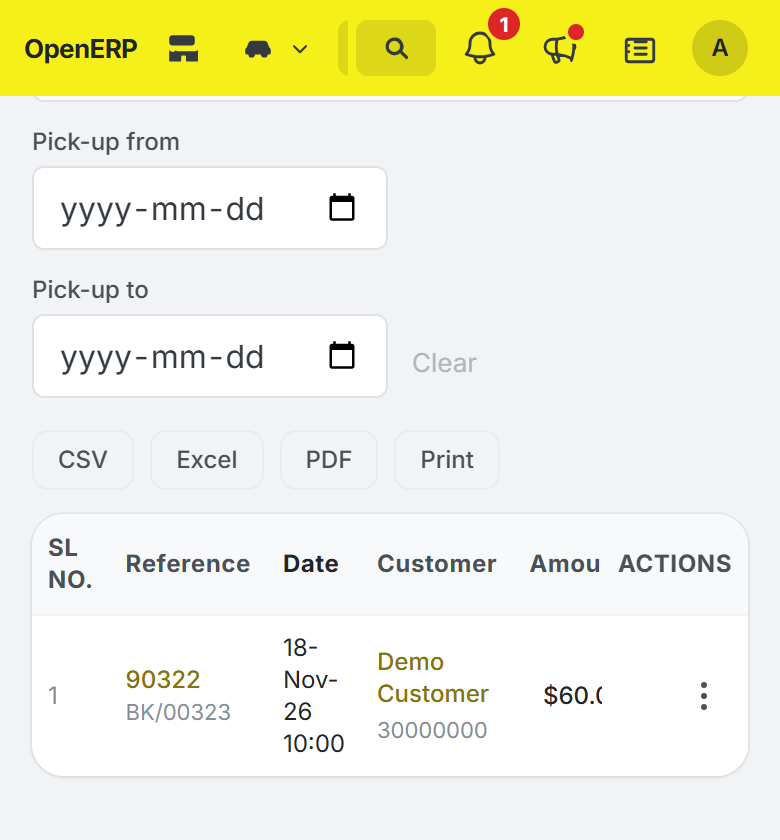 OpenERP
1
A
Pick-up from
yyyy-mm-dd
Pick-up to
yyyy-mm-dd
Clear
CSV Excel PDF Print
SL NO. Reference Date Customer Amou ACTIONS
1
90322
BK/00323
18-
Nov-
26
10:00
Demo
Customer
30000000
$60.0